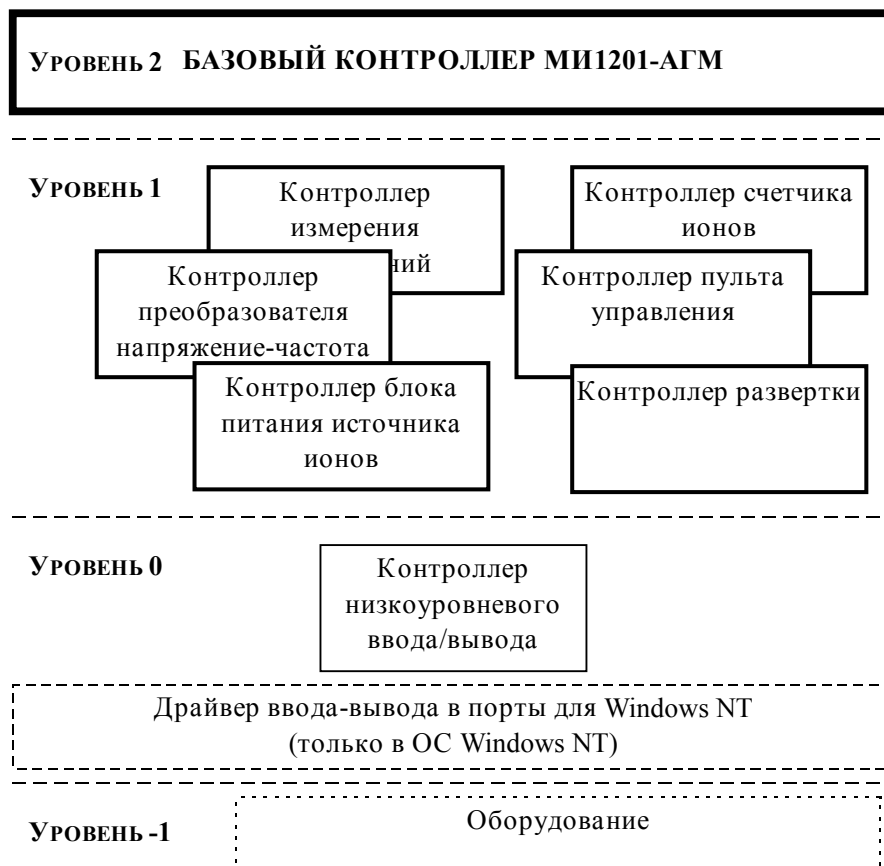 УРОВЕНЬ 2 БАЗОВЫЙ КОНТРОЛЛЕР МИ1201-АГМ
УРОВЕНЬ 1
Контроллер
измерения
ний
Контроллер счетчика
ионов
Контроллер
преобразователя
напряжение-частота
Контроллер пульта
управления
Контроллер блока
питания источника
ионов
Контроллер развертки
УРОВЕНЬ 0
Контроллер
низкоуровневого
ввода/вывода
Драйвер ввода-вывода в порты для Windows NT
(только в ОС Windows NT)
УРОВЕНЬ -1
Оборудование